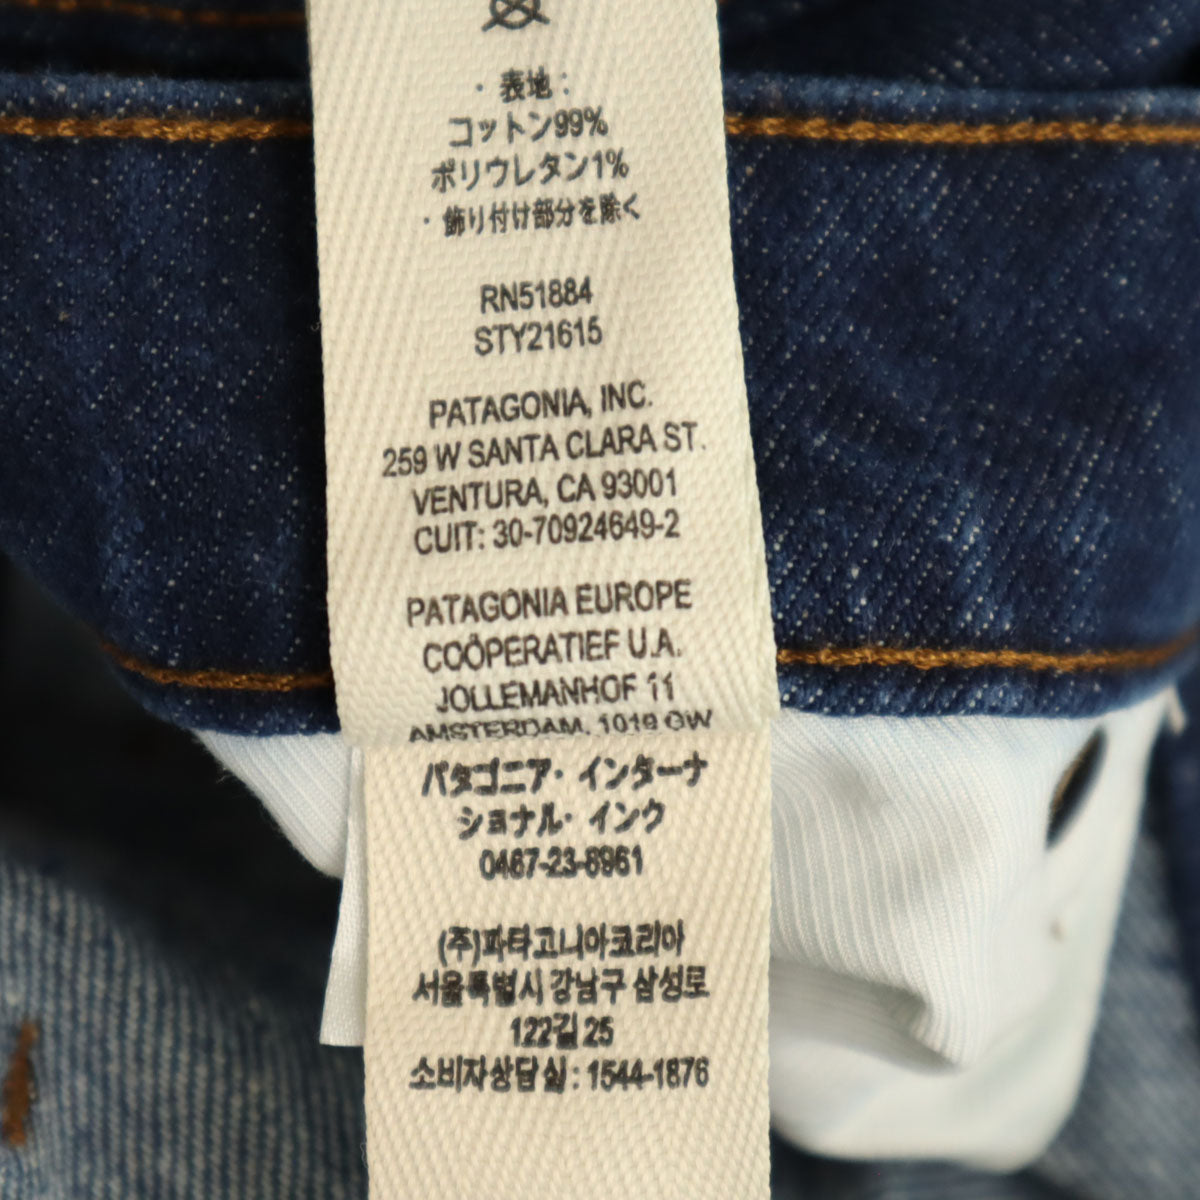 ・表地：
コットン99%
ポリウレタン1%
・飾り付け部分を除く
RN51884
STY21615
PATAGONIA, INC.
259 W SANTA CLARA ST.
VENTURA, CA 93001
CUIT: 30-70924649-2
PATAGONIA EUROPE
COÖPERATIEF U.A.
JOLLEMANHOF 11
AMSTERDAM, 1019 GW
パタゴニア・インターナ
ショナル・インク
0467-23-8961
(주)파타고니아코리아
서울특별시 강남구 삼성로
122길 25
소비자상담실 : 1544-1876